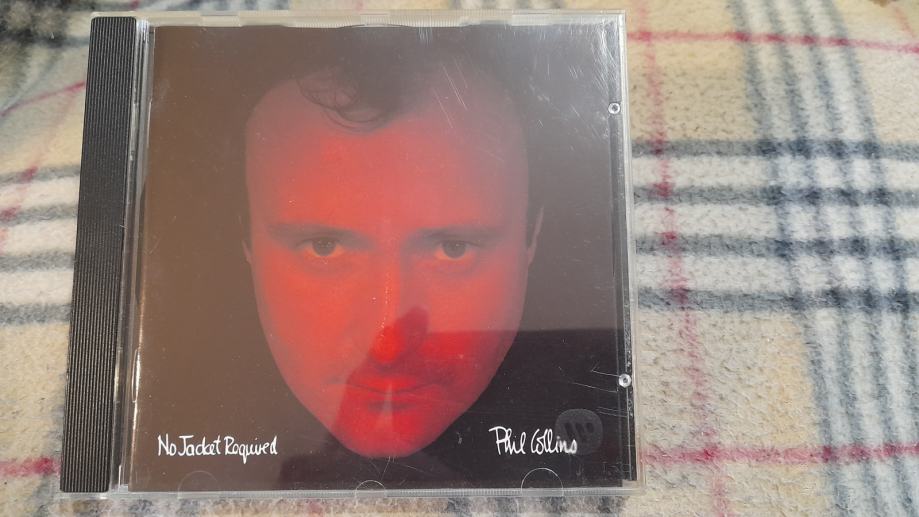 No Jacket Required
Phil Collins